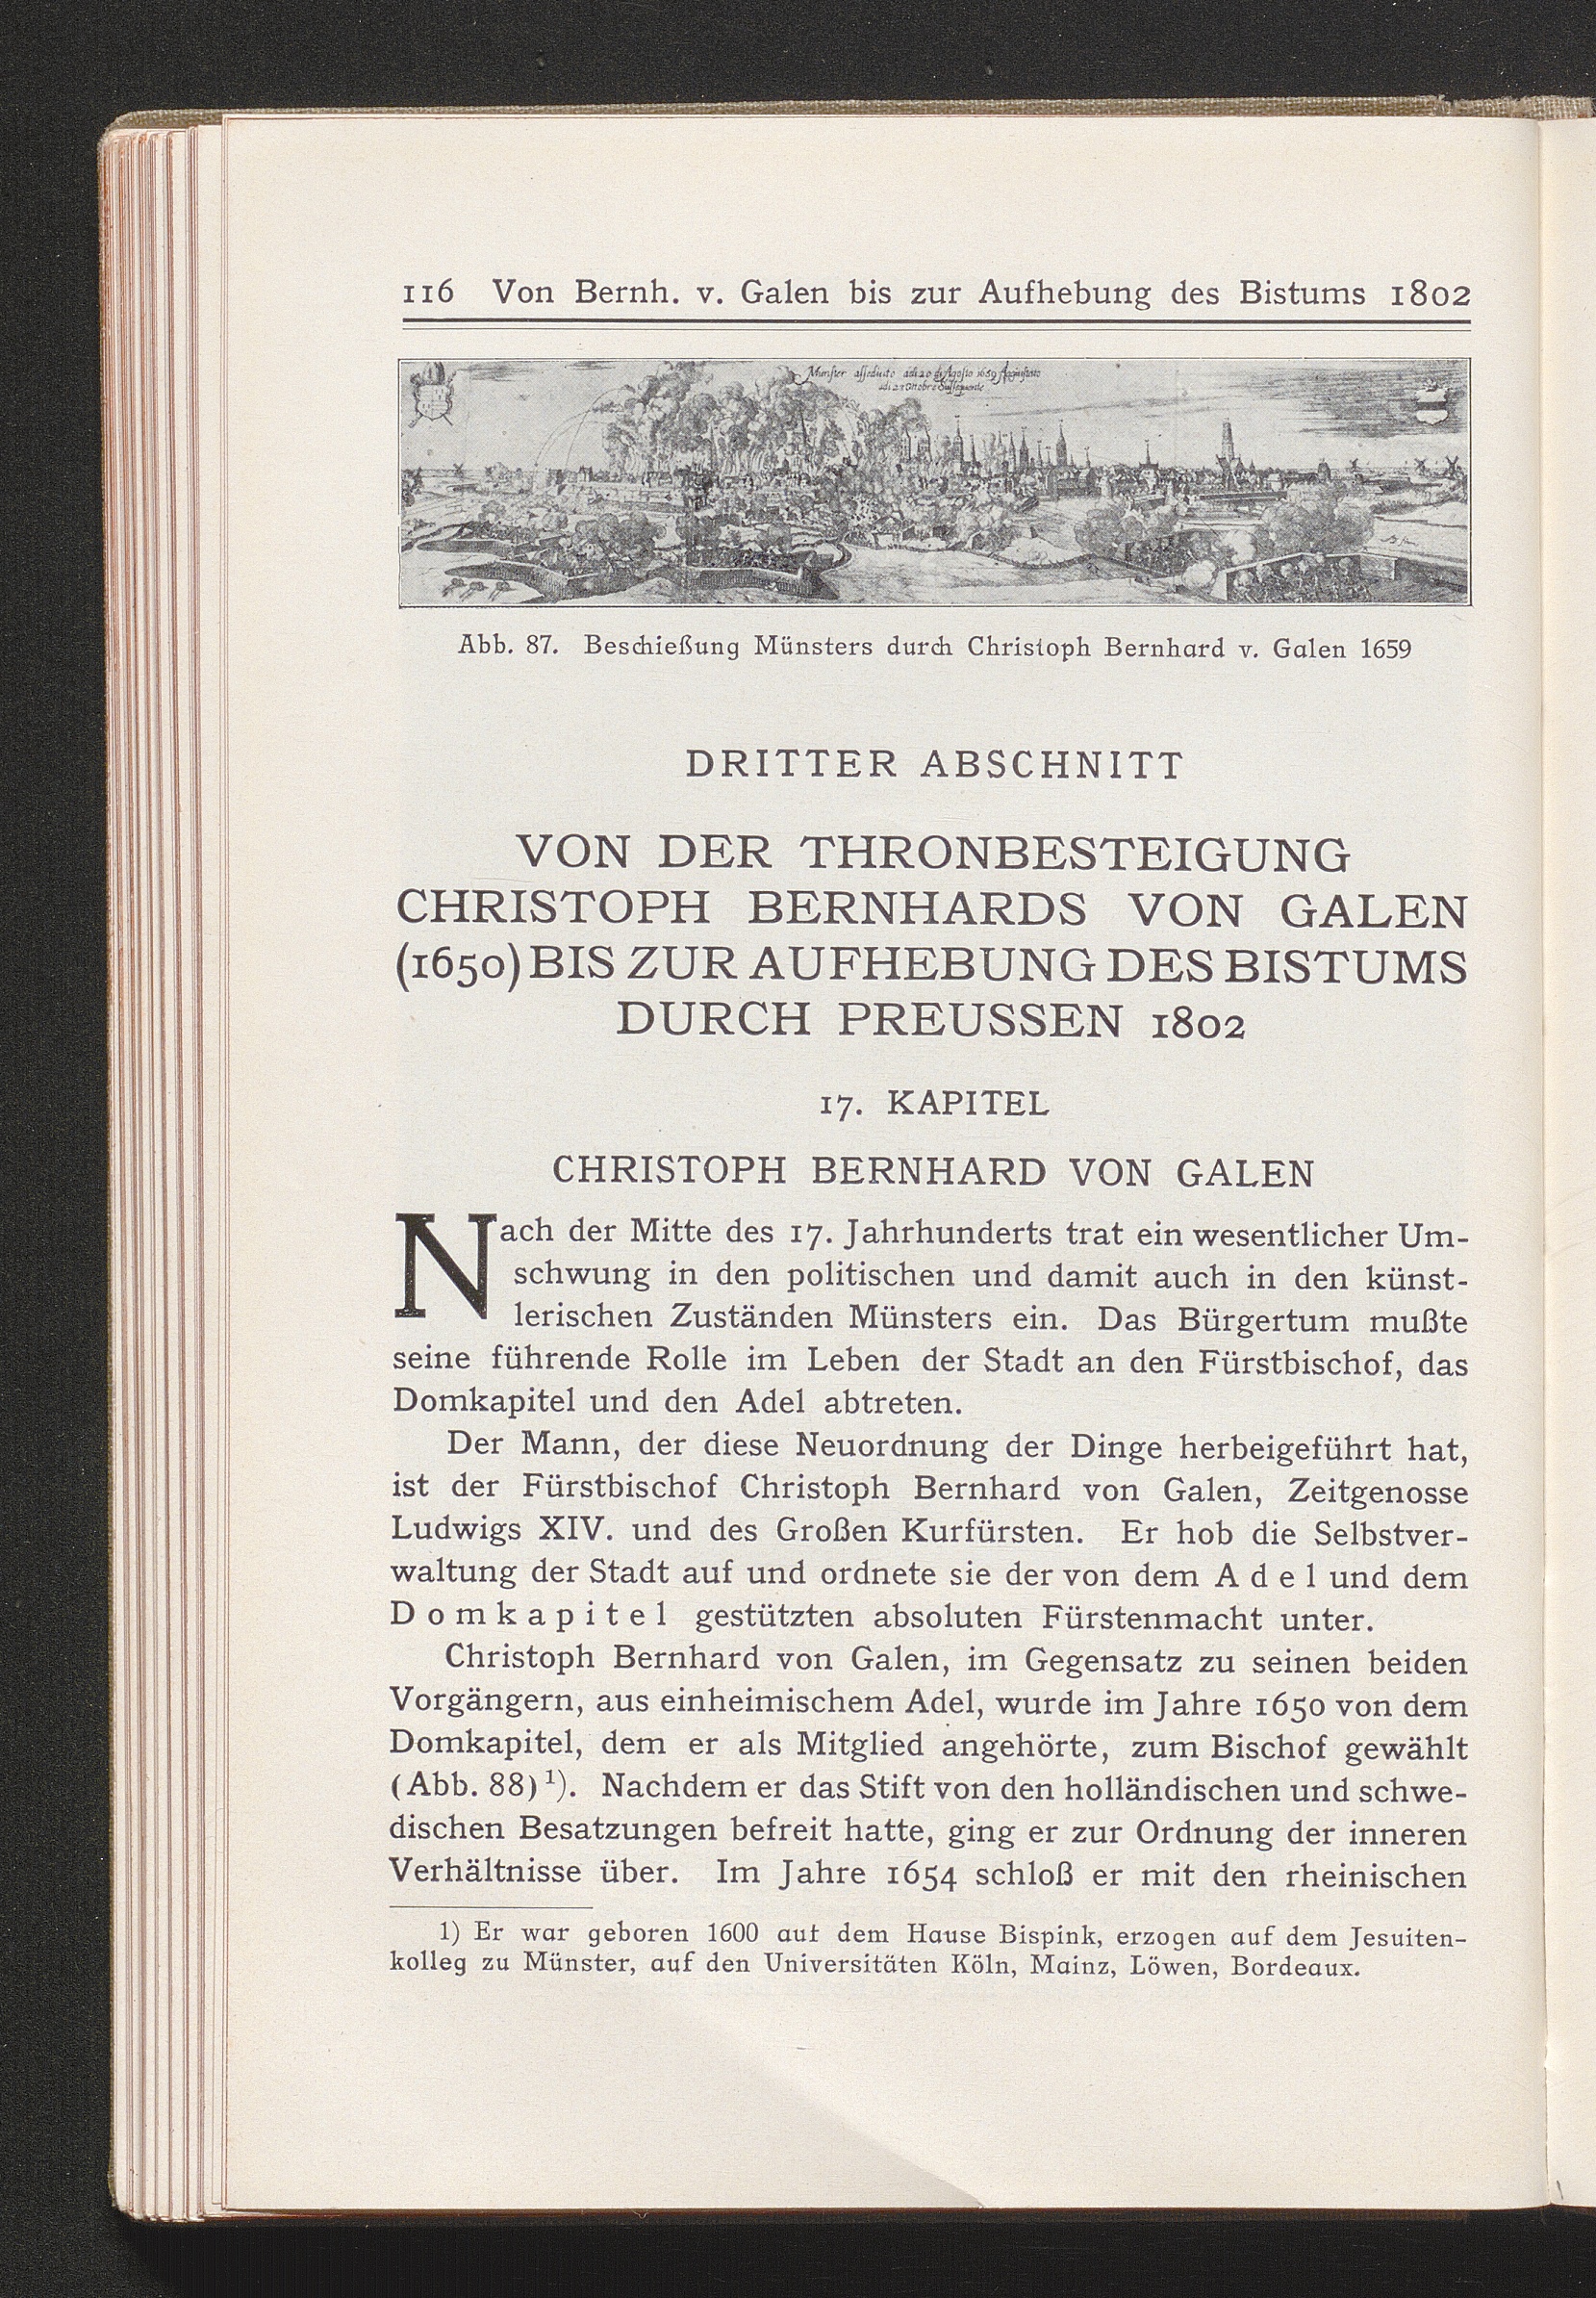 116 Von Bernh. v. Galen bis zur Aufhebung des Bistums 1802
Munster assediato adi 20 di Agosto 1659
adi 21 Ottobre
Abb. 87. Beschießung Münsters durch Christoph Bernhard v. Galen 1659
DRITTER ABSCHNITT
VON DER THRONBESTEIGUNG
CHRISTOPH BERNHARDS VON GALEN
(1650) BIS ZUR AUFHEBUNG DES BISTUMS
DURCH PREUSSEN 1802
17. KAPITEL
CHRISTOPH BERNHARD VON GALEN
Nach der Mitte des 17. Jahrhunderts trat ein wesentlicher Um-
schwung in den politischen und damit auch in den künst-
lerischen Zuständen Münsters ein. Das Bürgertum mußte
seine führende Rolle im Leben der Stadt an den Fürstbischof, das
Domkapitel und den Adel abtreten.
Der Mann, der diese Neuordnung der Dinge herbeigeführt hat,
ist der Fürstbischof Christoph Bernhard von Galen, Zeitgenosse
Ludwigs XIV. und des Großen Kurfürsten. Er hob die Selbstver-
waltung der Stadt auf und ordnete sie der von dem Adel und dem
Domkapitel gestützten absoluten Fürstenmacht unter.
Christoph Bernhard von Galen, im Gegensatz zu seinen beiden
Vorgängern, aus einheimischem Adel, wurde im Jahre 1650 von dem
Domkapitel, dem er als Mitglied angehörte, zum Bischof gewählt
(Abb. 88) ¹). Nachdem er das Stift von den holländischen und schwe-
dischen Besatzungen befreit hatte, ging er zur Ordnung der inneren
Verhältnisse über. Im Jahre 1654 schloß er mit den rheinischen
1) Er war geboren 1600 auf dem Hause Bispink, erzogen auf dem Jesuiten-
kolleg zu Münster, auf den Universitäten Köln, Mainz, Löwen, Bordeaux.